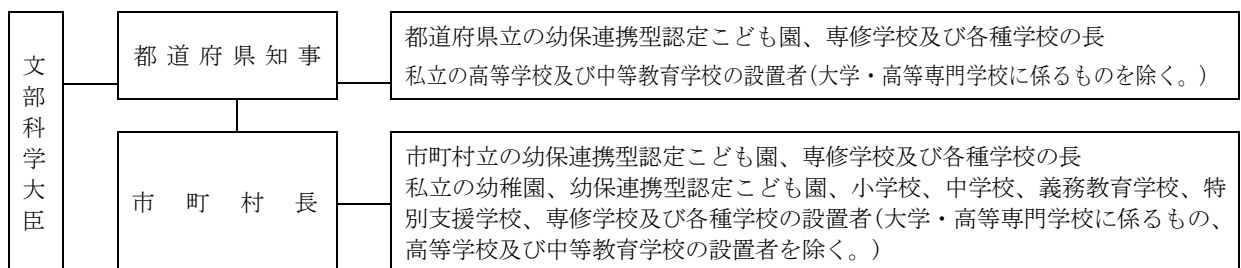 文部科学大臣
都道府県知事
都道府県立の幼保連携型認定こども園、専修学校及び各種学校の長
私立の高等学校及び中等教育学校の設置者(大学・高等専門学校に係るものを除く。)
市町村長
市町村立の幼保連携型認定こども園、専修学校及び各種学校の長
私立の幼稚園、幼保連携型認定こども園、小学校、中学校、義務教育学校、特
別支援学校、専修学校及び各種学校の設置者(大学・高等専門学校に係るもの、
高等学校及び中等教育学校の設置者を除く。)